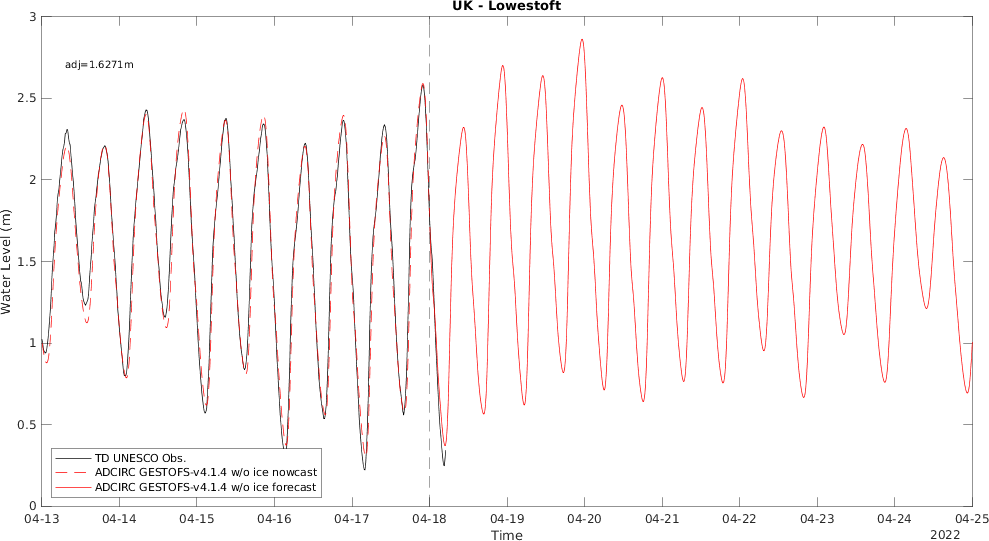 UK - Lowestoft
adj=1.6271m
Water Level (m)
3
2.5
2
1.5
1
0.5
0
TD UNESCO Obs.
ADCIRC GESTOFS-v4.1.4 w/o ice nowcast
ADCIRC GESTOFS-v4.1.4 w/o ice forecast
04-13 04-14 04-15 04-16 04-17 04-18 04-19 04-20 04-21 04-22 04-23 04-24 04-25
Time
2022